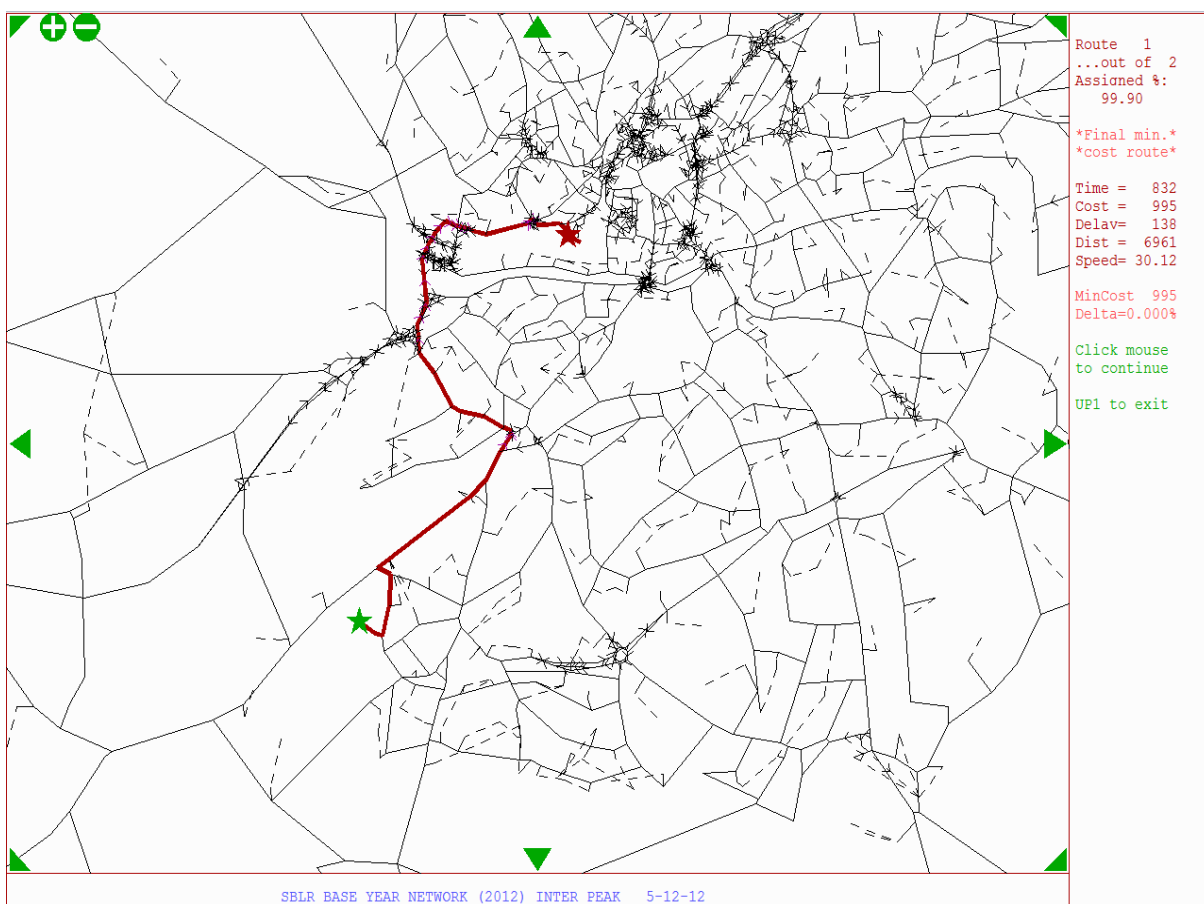 Route 1
...out of 2
Assigned %:
99.90
*Final min.*
*cost route*
Time = 832
Cost = 995
Delav= 138
Dist = 6961
Speed= 30.12
MinCost 995
Delta=0.000%
Click mouse
to continue
UP1 to exit
SBLR BASE YEAR NETWORK (2012) INTER PEAK 5-12-12